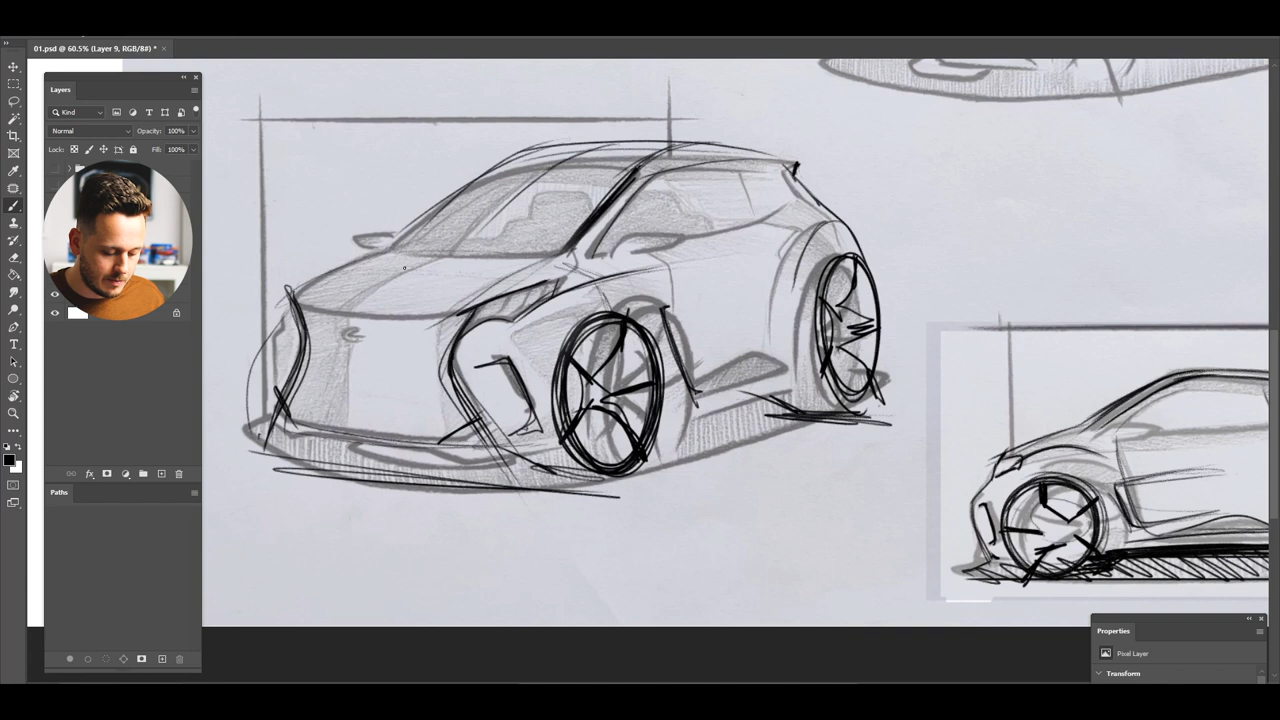 01.psd @ 60.5% (Layer 9, RGB/8#) *
Layers
Kind
Normal
Opacity: 100%
Lock:
Fill: 100%
Paths
Properties
Pixel Layer
Transform